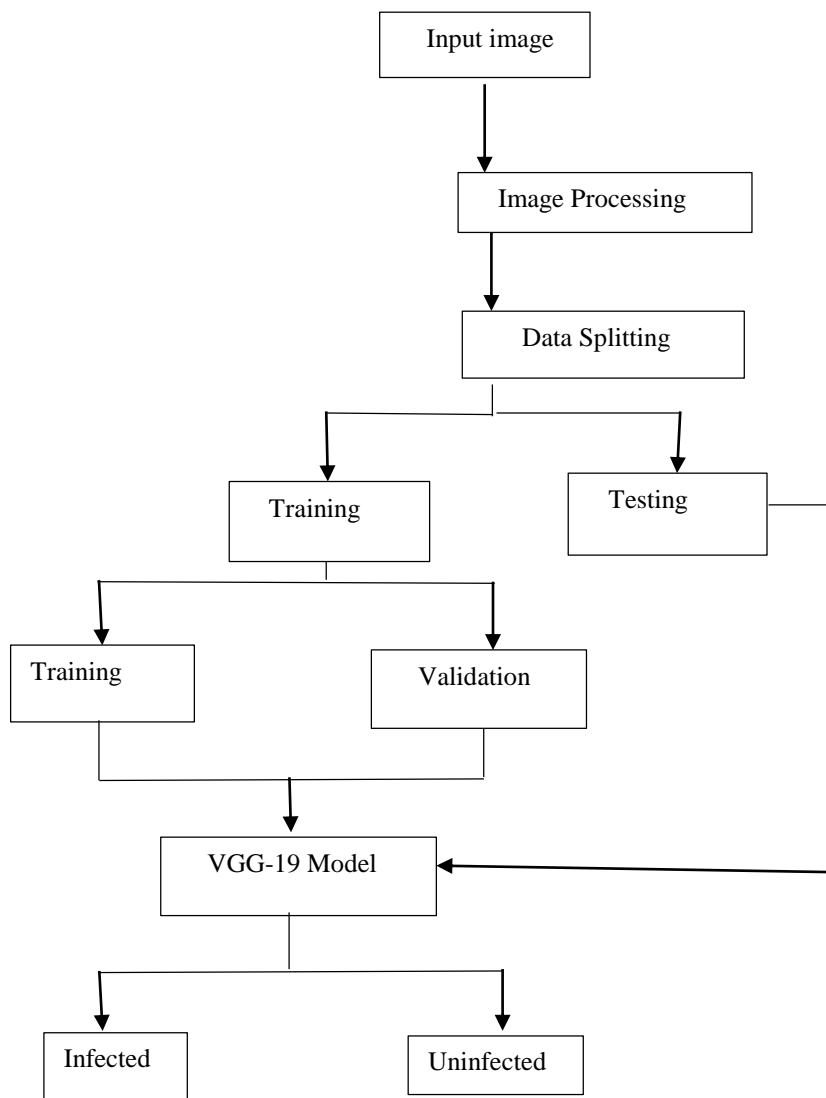 Input image
Image Processing
Data Splitting
Training
Testing
Training
Validation
VGG-19 Model
Infected
Uninfected